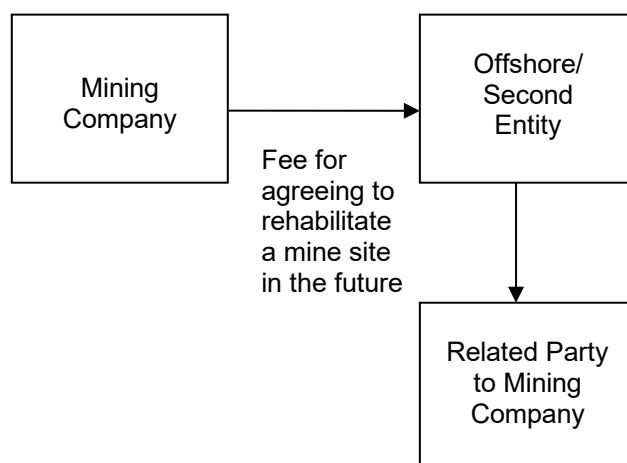 Mining
Company
Offshore/
Second
Entity
Fee for
agreeing to
rehabilitate
a mine site
in the future
Related Party
to Mining
Company